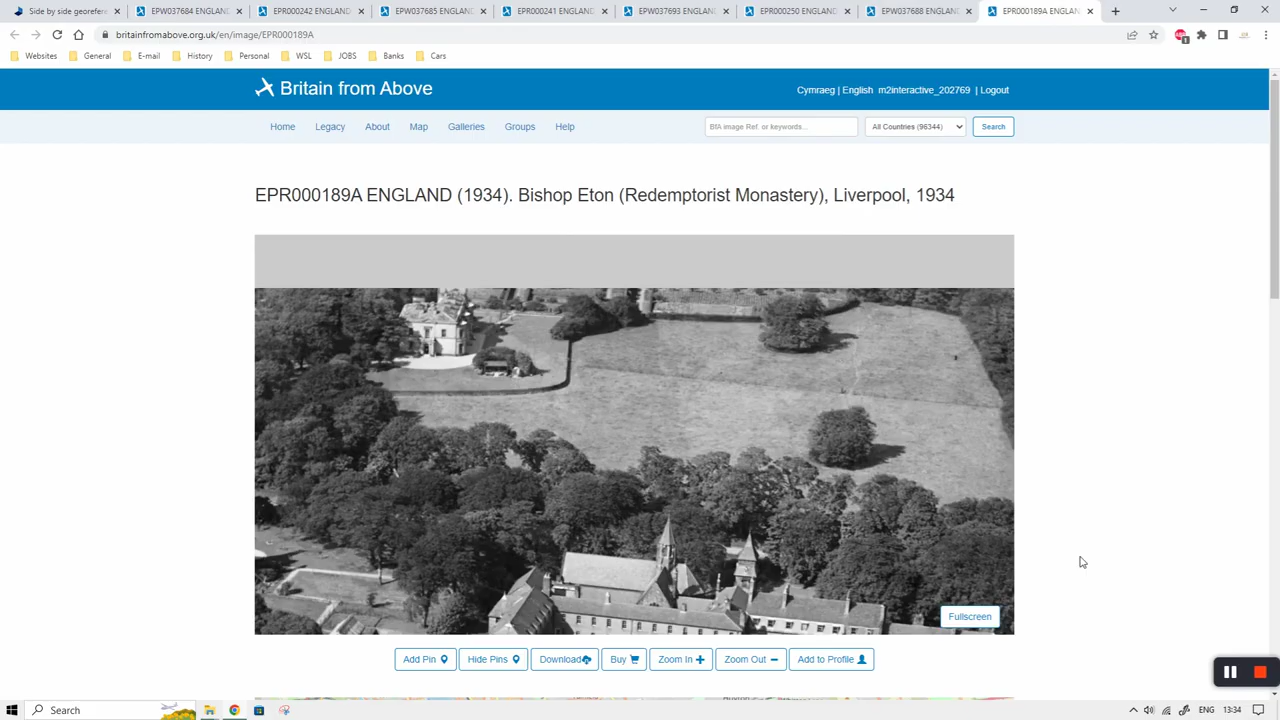 Side by side georefere
EPW037684 ENGLAND
EPR000242 ENGLAND
EPW037685 ENGLAND
EPR000241 ENGLAND
EPW037693 ENGLAND
EPR000250 ENGLAND
EPW037688 ENGLAND
EPR000189A ENGLAND
britainfromabove.org.uk/en/image/EPR000189A
Websites General E-mail History Personal WSL JOBS Banks Cars
Britain from Above
Cymraeg | English m2interactive_202769 | Logout
Home Legacy About Map Galleries Groups Help
BfA image Ref. or keywords... All Countries (96344) Search
EPR000189A ENGLAND (1934). Bishop Eton (Redemptorist Monastery), Liverpool, 1934
Fullscreen
Add Pin Hide Pins Download Buy Zoom In Zoom Out Add to Profile
Search
ENG 13:34